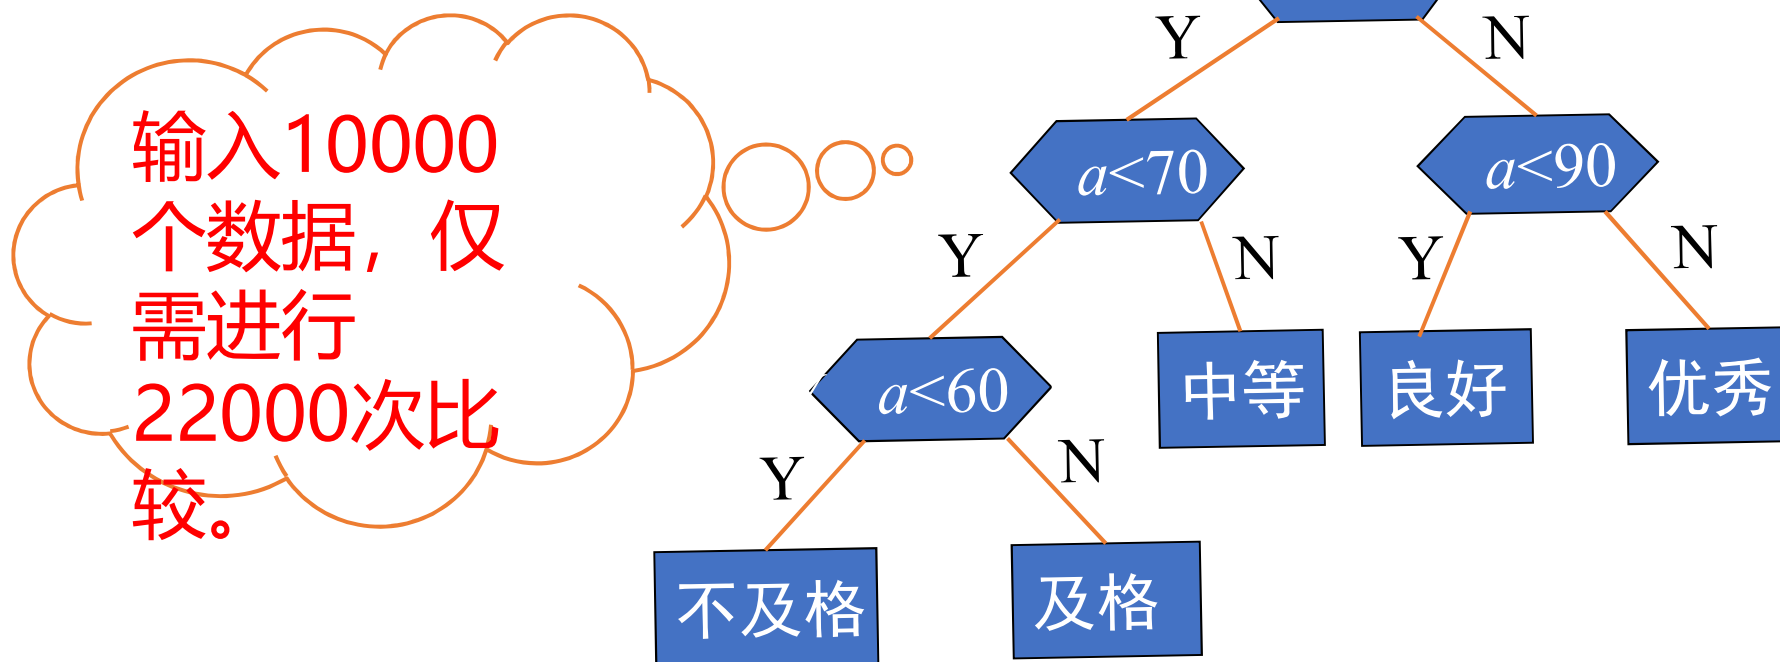 Y
N
输入10000
个数据，仅
需进行
22000次比
较。
a<70
a<90
Y
N
Y
N
a<60
中等
良好
优秀
Y
N
不及格
及格